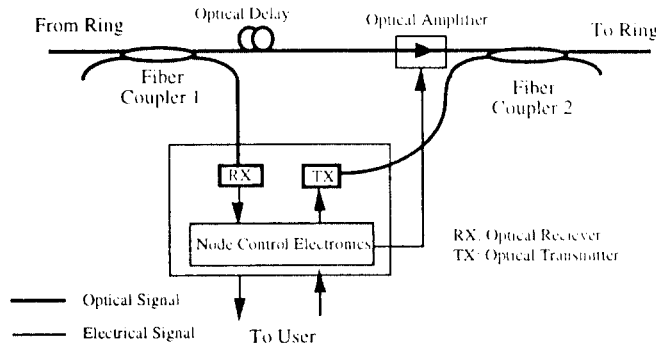 Optical Delay
Optical Amplifier
From Ring
To Ring
Fiber
Coupler 1
Fiber
Coupler 2
RX
TX
Node Control Electronics
RX: Optical Reciever
TX: Optical Transmitter
Optical Signal
Electrical Signal
To User